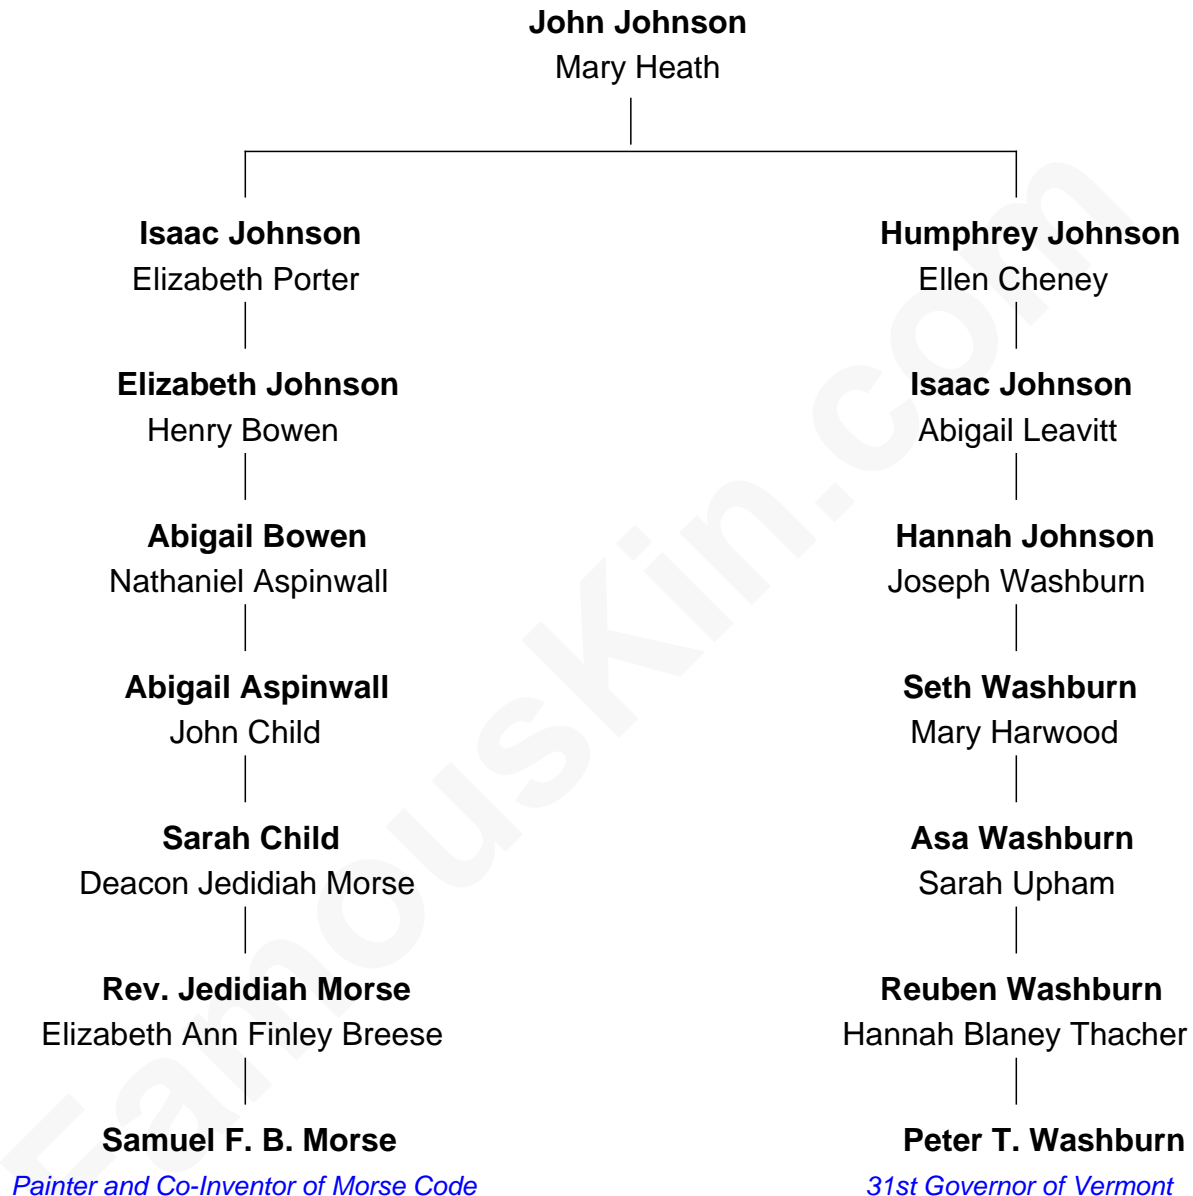 John Johnson
Mary Heath
Isaac Johnson
Elizabeth Porter
Humphrey Johnson
Ellen Cheney
Elizabeth Johnson
Henry Bowen
Isaac Johnson
Abigail Leavitt
Abigail Bowen
Nathaniel Aspinwall
Hannah Johnson
Joseph Washburn
Abigail Aspinwall
John Child
Seth Washburn
Mary Harwood
Sarah Child
Deacon Jedidiah Morse
Asa Washburn
Sarah Upham
Rev. Jedidiah Morse
Elizabeth Ann Finley Breese
Reuben Washburn
Hannah Blaney Thacher
Samuel F. B. Morse
Painter and Co-Inventor of Morse Code
Peter T. Washburn
31st Governor of Vermont
FamousKin.com